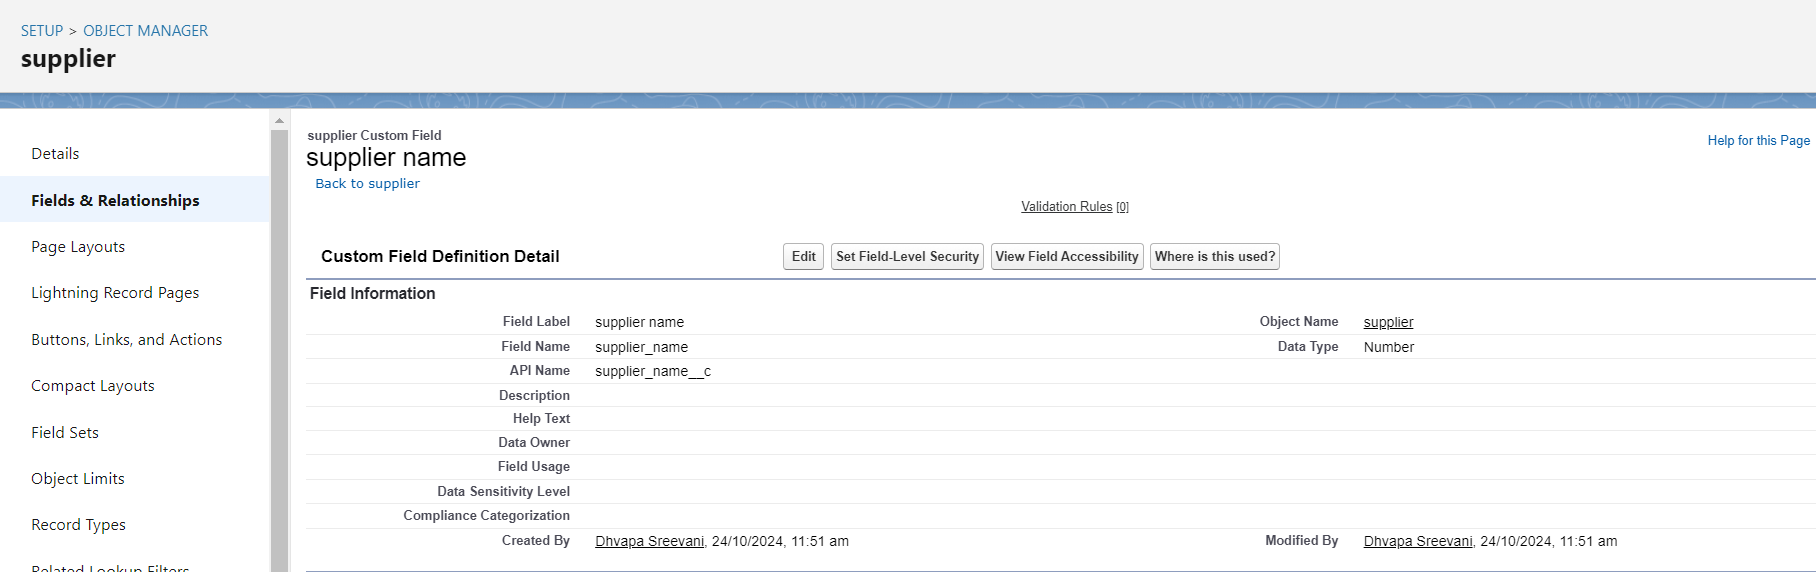 SETUP > OBJECT MANAGER
supplier
Details
Fields & Relationships
Page Layouts
Lightning Record Pages
Buttons, Links, and Actions
Compact Layouts
Field Sets
Object Limits
Record Types
Related Lookup Filters
supplier Custom Field
supplier name
Back to supplier
Help for this Page
Validation Rules [0]
Custom Field Definition Detail
Edit Set Field-Level Security View Field Accessibility Where is this used?
Field Information
Field Label supplier name Object Name supplier
Field Name supplier_name Data Type Number
API Name supplier_name__c
Description
Help Text
Data Owner
Field Usage
Data Sensitivity Level
Compliance Categorization
Created By Dhvapa Sreevani, 24/10/2024, 11:51 am Modified By Dhvapa Sreevani, 24/10/2024, 11:51 am